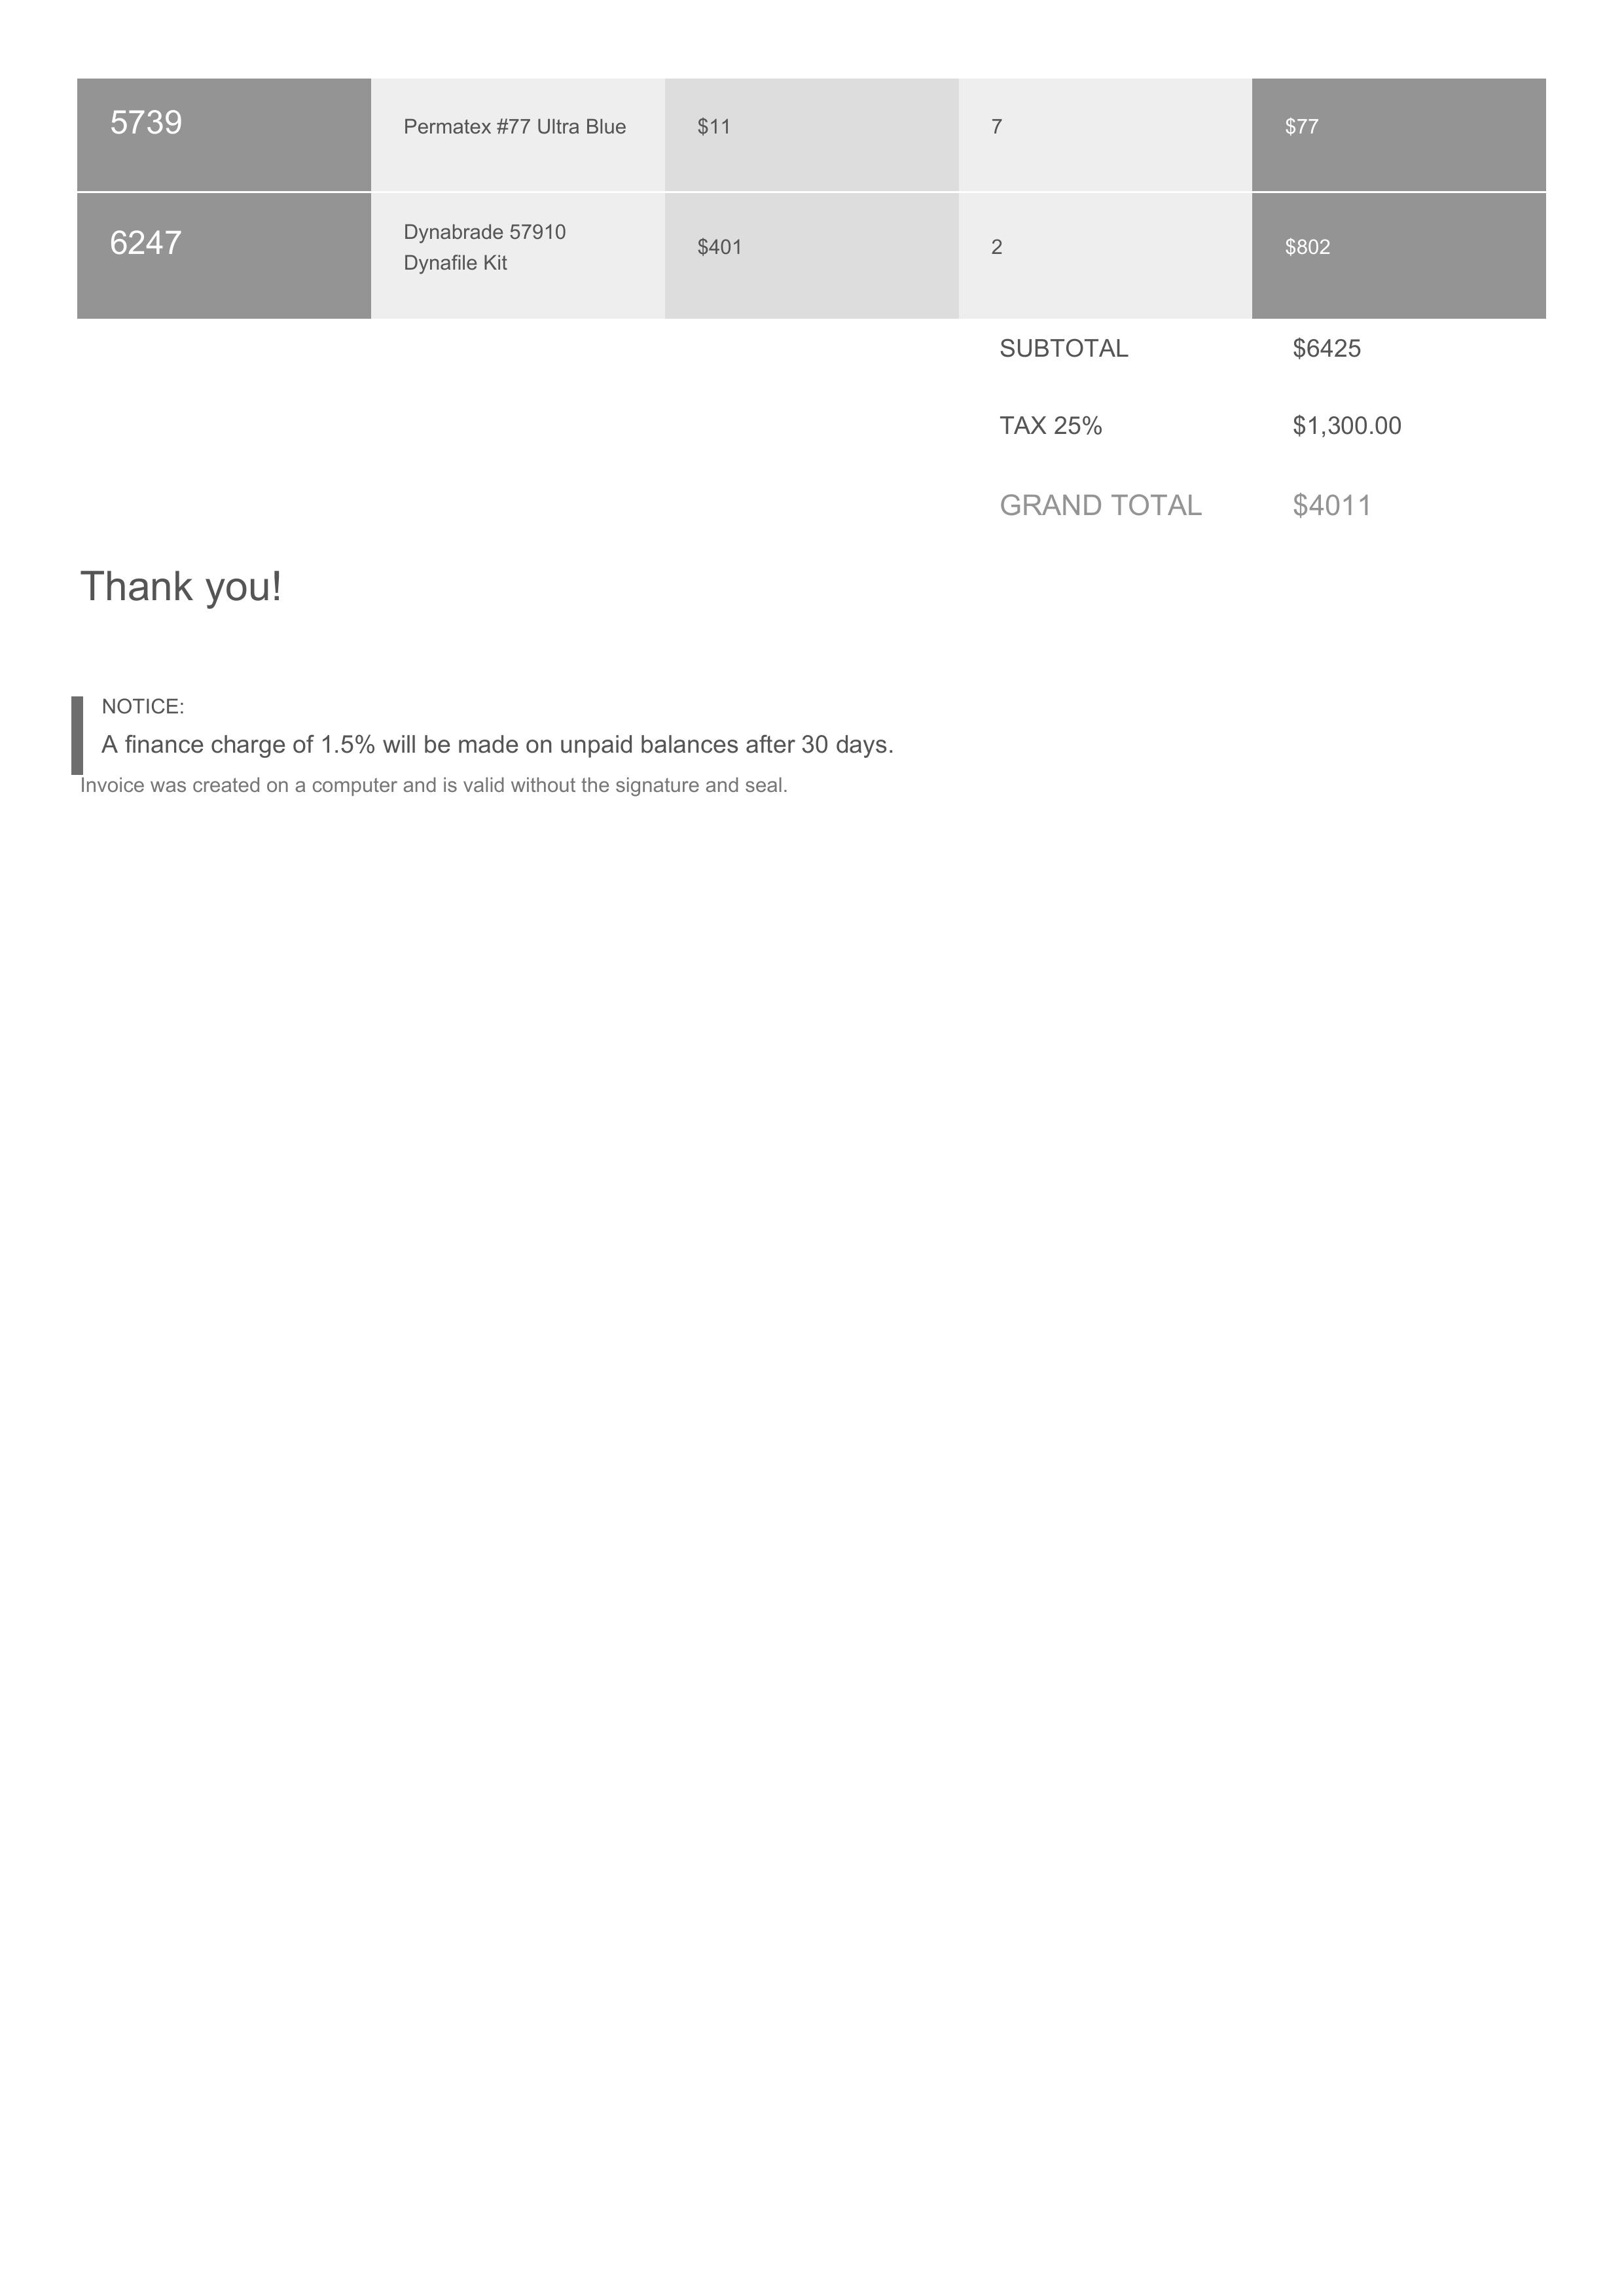 5739 Permatex #77 Ultra Blue $11 7 $77
6247 Dynabrade 57910 Dynafile Kit $401 2 $802
SUBTOTAL $6425
TAX 25% $1,300.00
GRAND TOTAL $4011
Thank you!
NOTICE:
A finance charge of 1.5% will be made on unpaid balances after 30 days.
Invoice was created on a computer and is valid without the signature and seal.